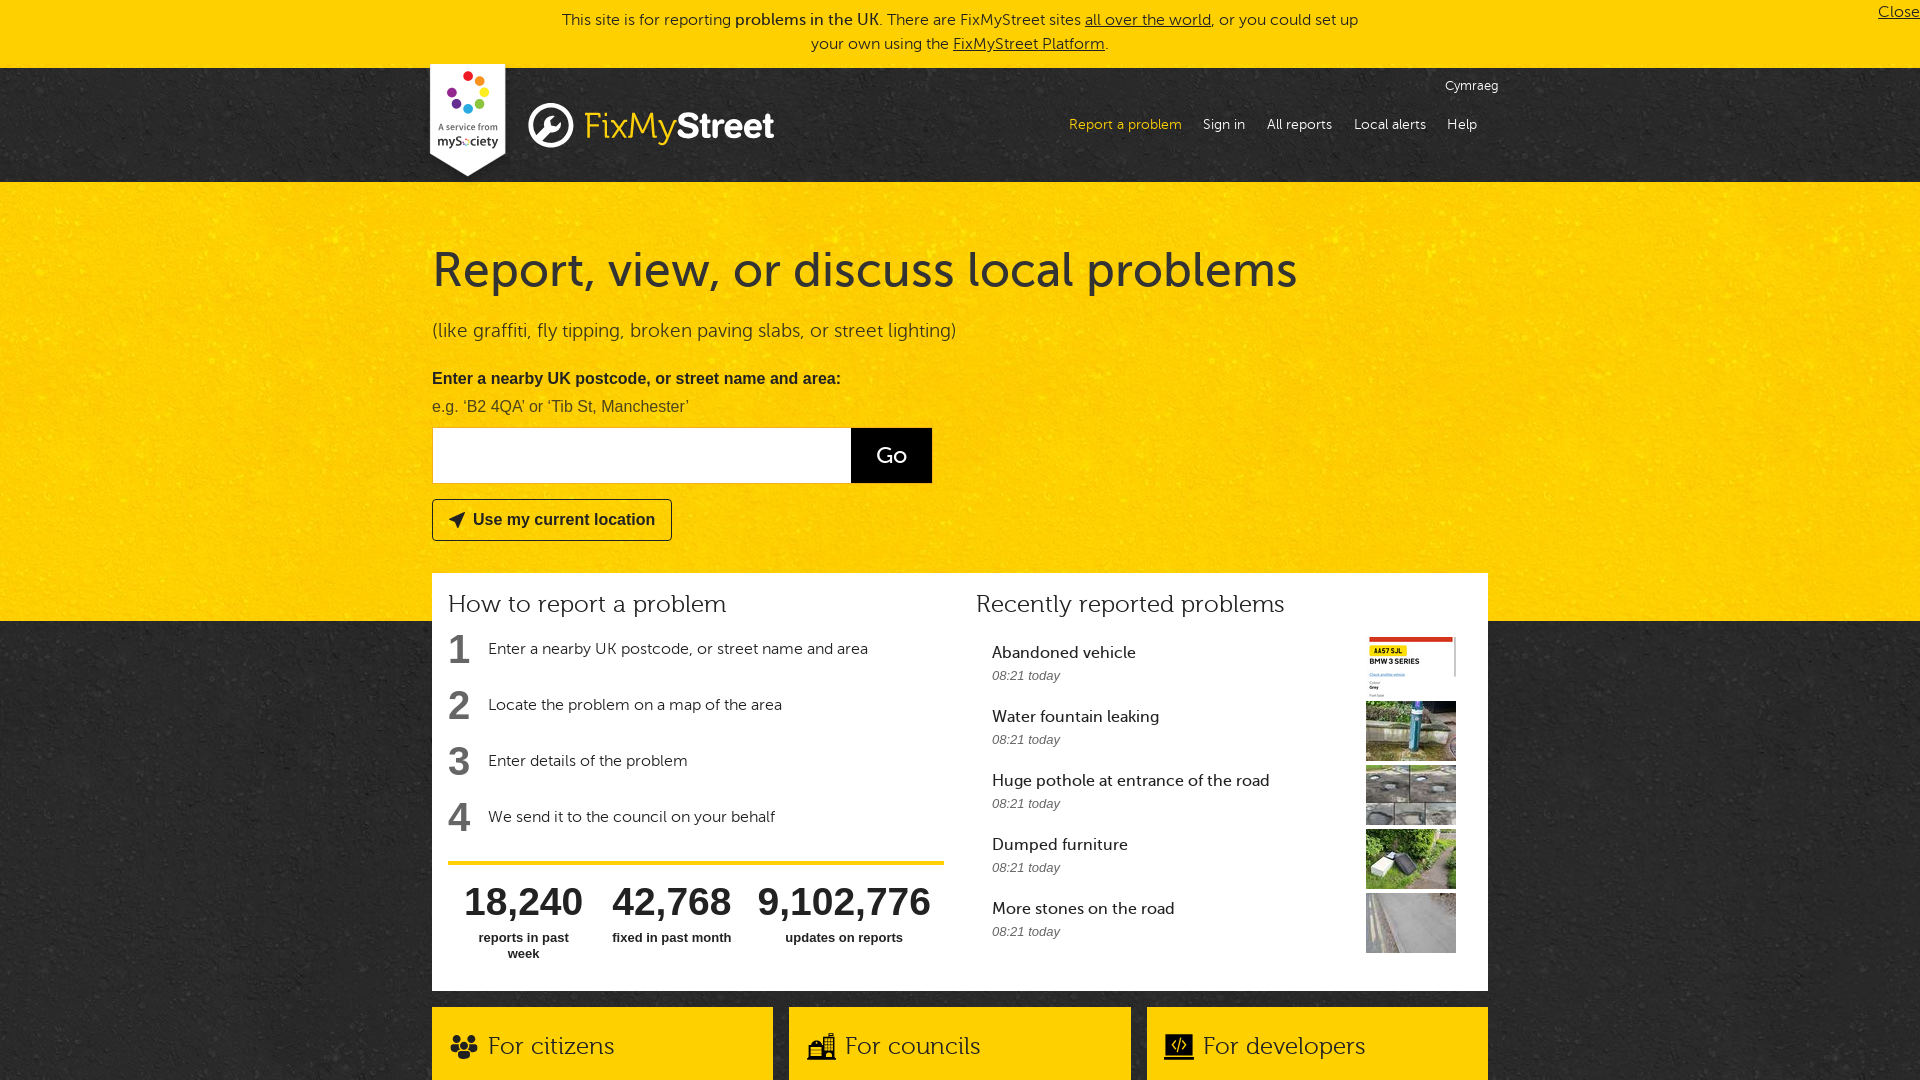 This site is for reporting problems in the UK. There are FixMyStreet sites all over the world, or you could set up
your own using the FixMyStreet Platform.
Close
A service from
mySociety
FixMyStreet
Cymraeg
Report a problem
Sign in
All reports
Local alerts
Help
Report, view, or discuss local problems
(like graffiti, fly tipping, broken paving slabs, or street lighting)
Enter a nearby UK postcode, or street name and area:
e.g. ‘B2 4QA’ or ‘Tib St, Manchester’
Go
Use my current location
How to report a problem
1 Enter a nearby UK postcode, or street name and area
2 Locate the problem on a map of the area
3 Enter details of the problem
4 We send it to the council on your behalf
18,240
reports in past
week
42,768
fixed in past month
9,102,776
updates on reports
Recently reported problems
Abandoned vehicle
08:21 today
AA57 SJL
BMW 3 SERIES
Check another vehicle
Colour
Grey
Fuel type
Water fountain leaking
08:21 today
Huge pothole at entrance of the road
08:21 today
Dumped furniture
08:21 today
More stones on the road
08:21 today
For citizens
For councils
For developers